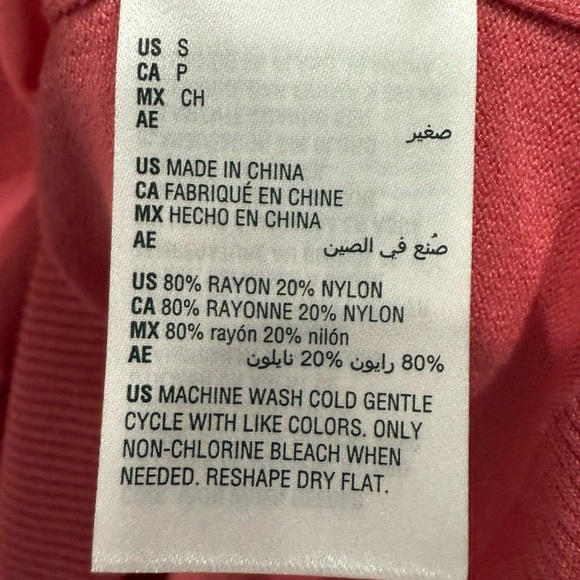 US S
CA P
MX CH
AE صغير
US MADE IN CHINA
CA FABRIQUÉ EN CHINE
MX HECHO EN CHINA
AE صُنع في الصين
US 80% RAYON 20% NYLON
CA 80% RAYONNE 20% NYLON
MX 80% rayón 20% nilón
AE 80% رايون 20% نايلون
US MACHINE WASH COLD GENTLE
CYCLE WITH LIKE COLORS. ONLY
NON-CHLORINE BLEACH WHEN
NEEDED. RESHAPE DRY FLAT.